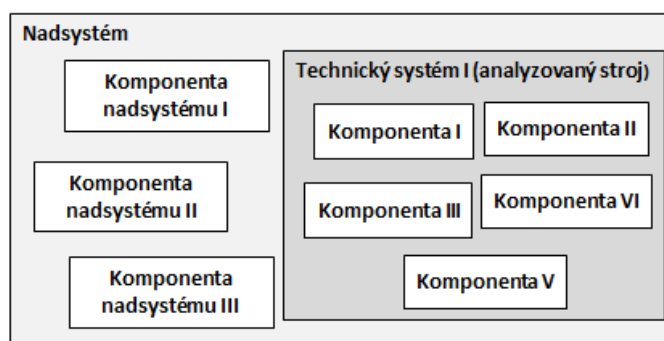 Nadsystém
Komponenta
nadsystému I
Komponenta
nadsystému II
Komponenta
nadsystému III
Technický systém I (analyzovaný stroj)
Komponenta I
Komponenta II
Komponenta III
Komponenta VI
Komponenta V